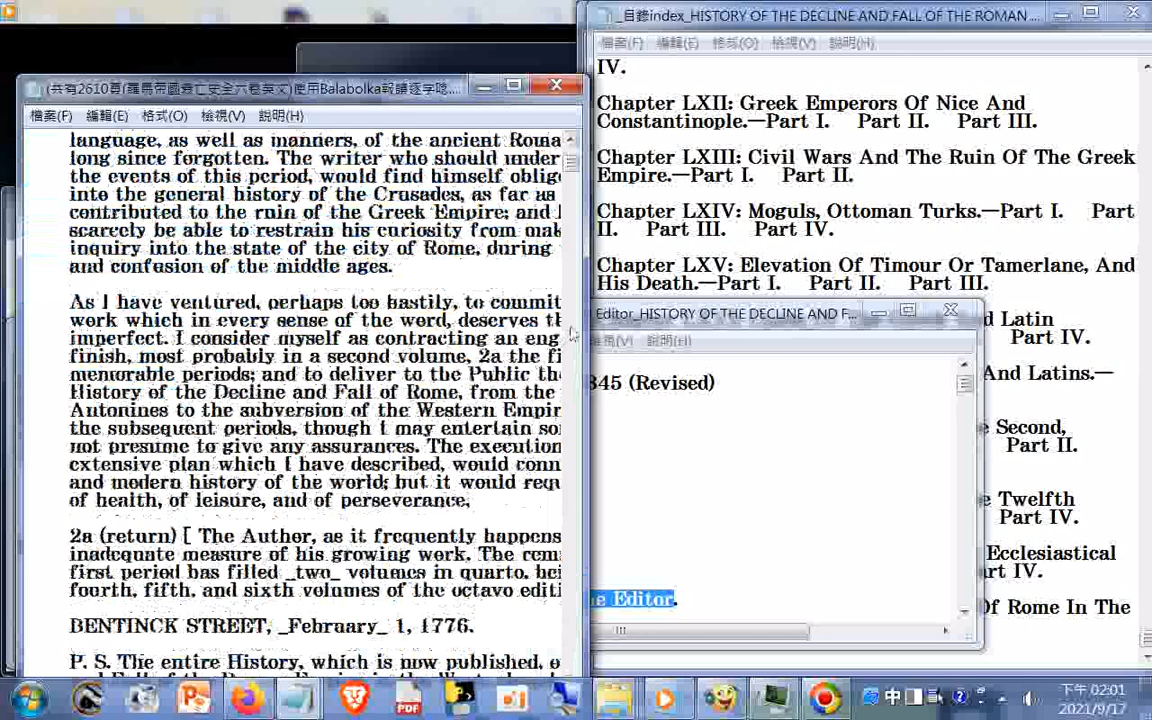 _目錄index_HISTORY OF THE DECLINE AND FALL OF THE ROMAN ...
檔案(F) 編輯(E) 格式(O) 檢視(V) 說明(H)
IV.
Chapter LXII: Greek Emperors Of Nice And
Constantinople.—Part I. Part II. Part III.
Chapter LXIII: Civil Wars And The Ruin Of The Greek
Empire.—Part I. Part II.
Chapter LXIV: Moguls, Ottoman Turks.—Part I. Part
II. Part III. Part IV.
Chapter LXV: Elevation Of Timour Or Tamerlane, And
His Death.—Part I. Part II. Part III.
d Latin
Part IV.
And Latins.—
e Second,
Part II.
e Twelfth
Part IV.
Ecclesiastical
rt IV.
Of Rome In The
(共有2610頁(羅馬帝國衰亡史全六卷英文)使用Balabolka報讀逐字唸...
檔案(F) 編輯(E) 格式(O) 檢視(V) 說明(H)
language, as well as manners, of the ancient Roma
long since forgotten. The writer who should under
the events of this period, would find himself oblig
into the general history of the Crusades, as far as
contributed to the ruin of the Greek Empire; and
scarcely be able to restrain his curiosity from mak
inquiry into the state of the city of Rome, during
and confusion of the middle ages.
As I have ventured, perhaps too hastily, to commit
work which in every sense of the word, deserves t
imperfect. I consider myself as contracting an eng
finish, most probably in a second volume, 2a the fi
memorable periods; and to deliver to the Public th
History of the Decline and Fall of Rome, from the
Antonines to the subversion of the Western Empir
the subsequent periods, though I may entertain so
not presume to give any assurances. The execution
extensive plan which I have described, would conn
and modern history of the world; but it would requ
of health, of leisure, and of perseverance.
2a (return) [ The Author, as it frequently happens
inadequate measure of his growing work. The rem
first period has filled _two_ volumes in quarto, bei
fourth, fifth, and sixth volumes of the octavo editi
BENTINCK STREET, _February_ 1, 1776.
P. S. The entire History, which is now published, o
Editor_HISTORY OF THE DECLINE AND F...
檢視(V) 說明(H)
845 (Revised)
e Editor.
PDF
中
下午 02:01
2021/9/17